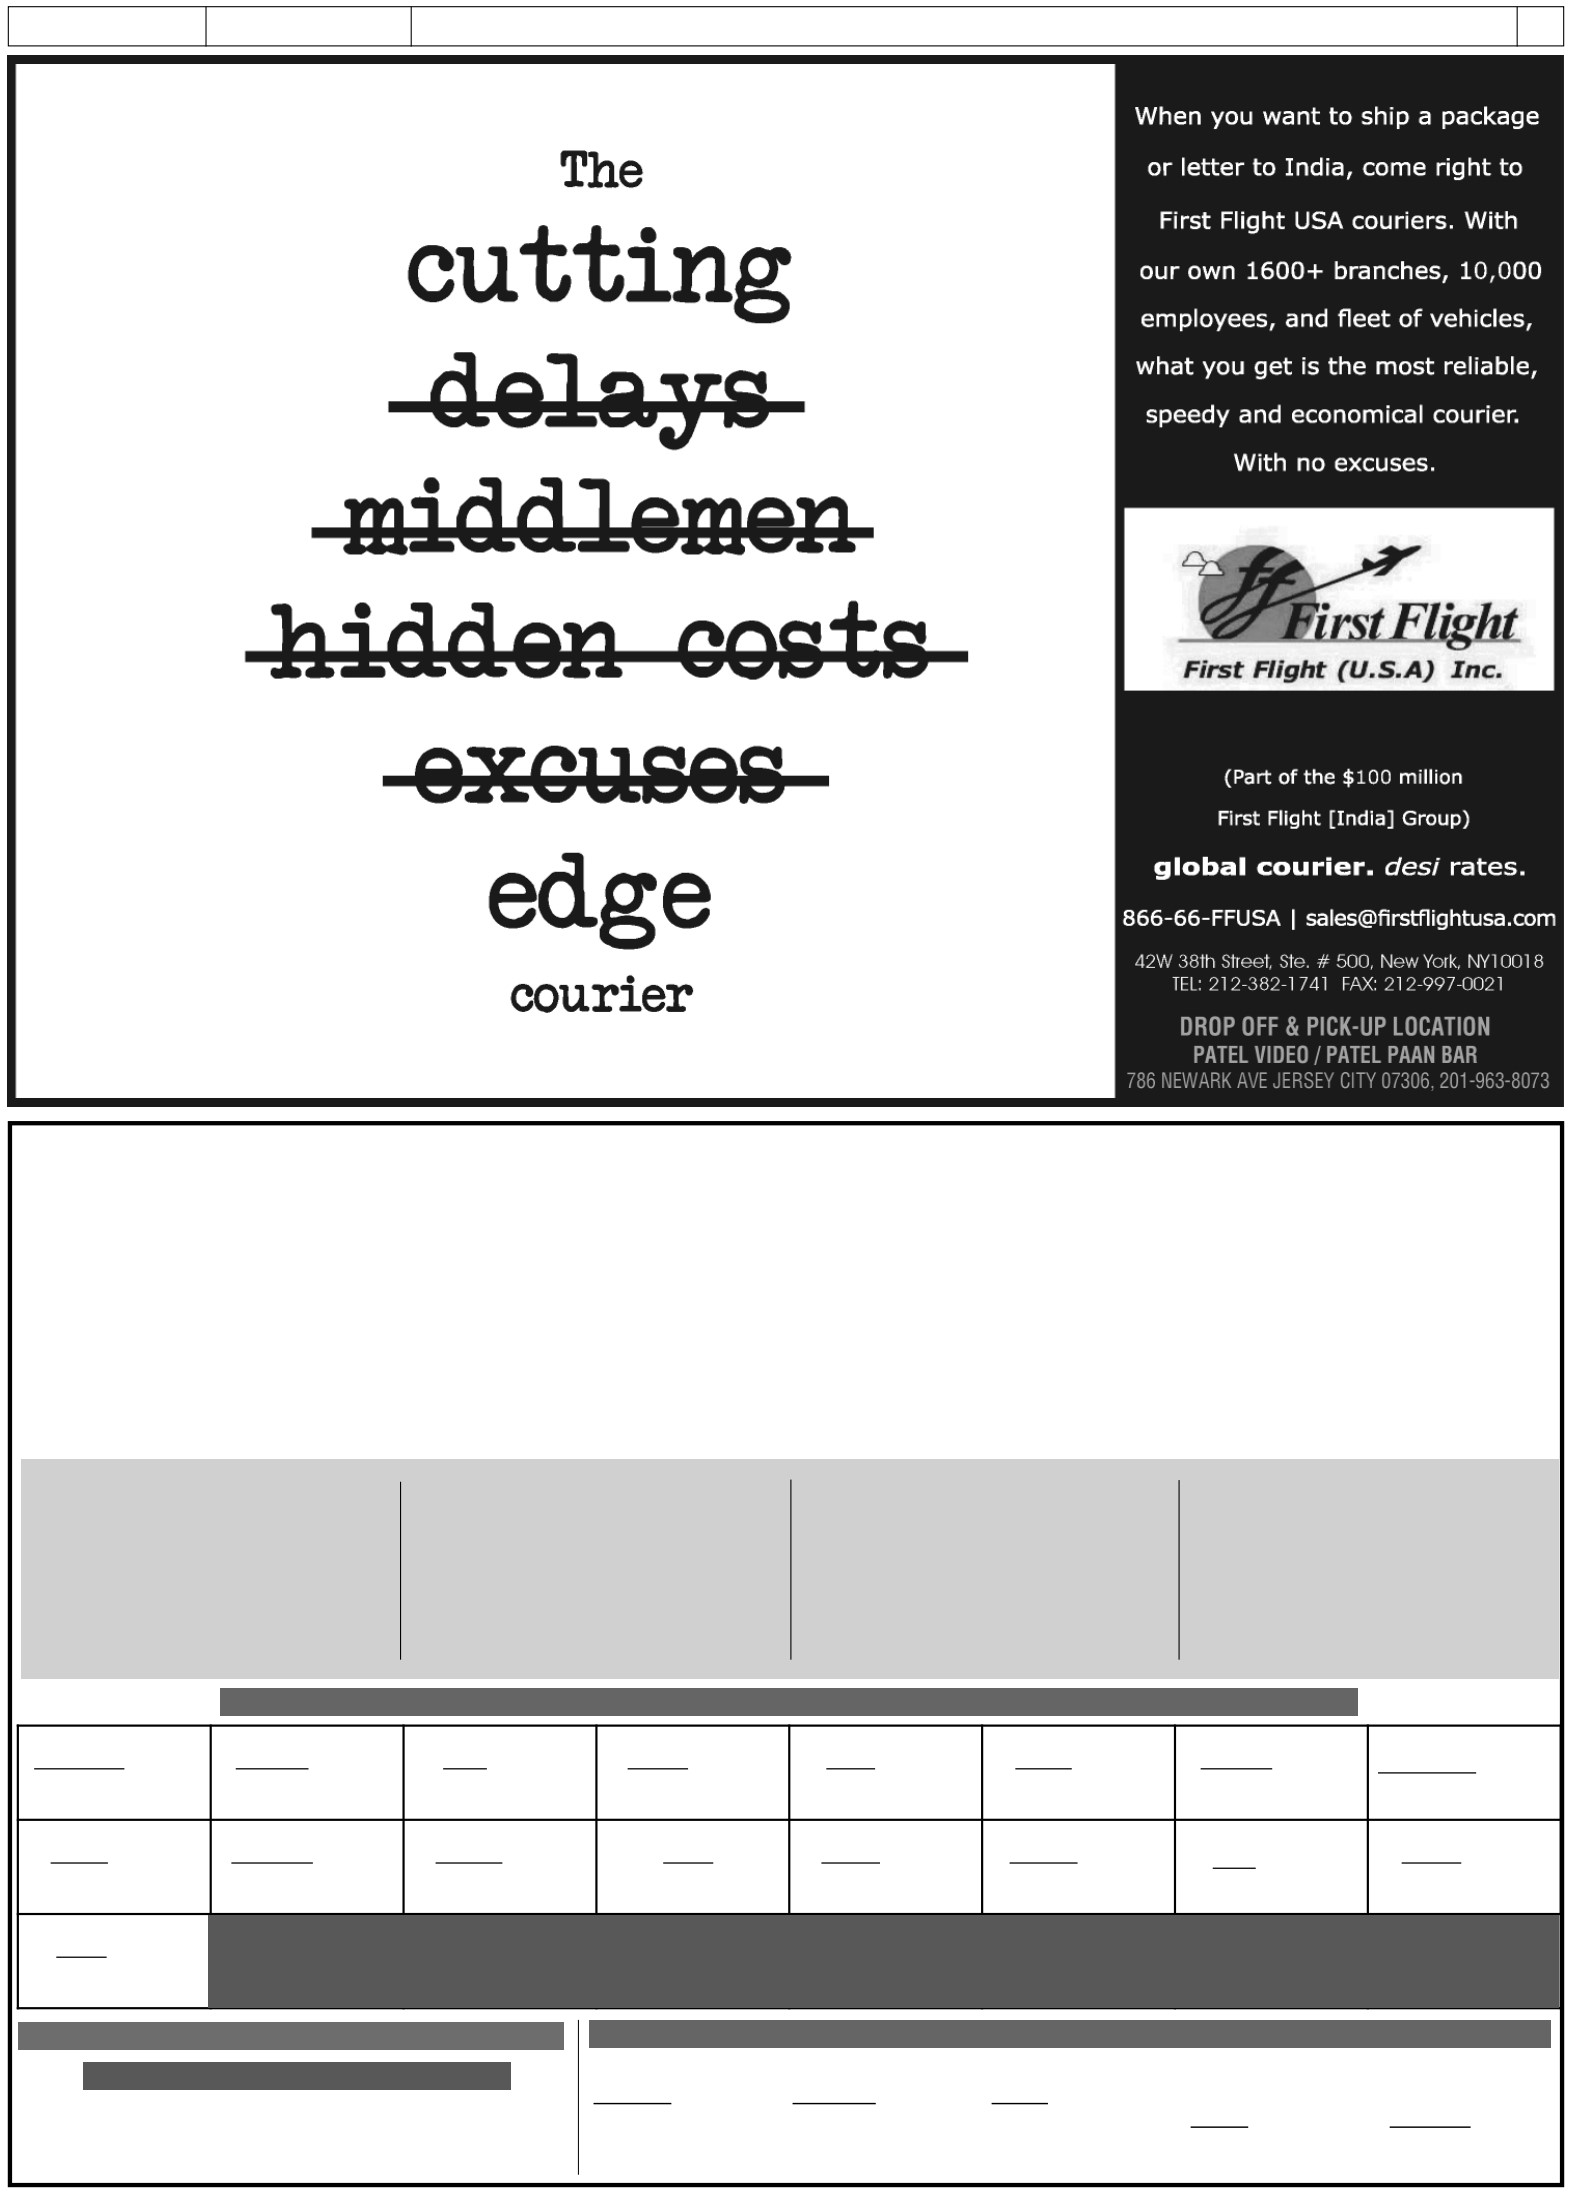 The
cutting
delays
middlemen
hidden costs
excuses
edge
courier
When you want to ship a package
or letter to India, come right to
First Flight USA couriers. With
our own 1600+ branches, 10,000
employees, and fleet of vehicles,
what you get is the most reliable,
speedy and economical courier.
With no excuses.
ff First Flight
First Flight (U.S.A) Inc.
(Part of the $100 million
First Flight [India] Group)
global courier. desi rates.
866-66-FFUSA | sales@firstflightusa.com
42W 38th Street, Ste. # 500, New York, NY10018
TEL: 212-382-1741 FAX: 212-997-0021
DROP OFF & PICK-UP LOCATION
PATEL VIDEO / PATEL PAAN BAR
786 NEWARK AVE JERSEY CITY 07306, 201-963-8073